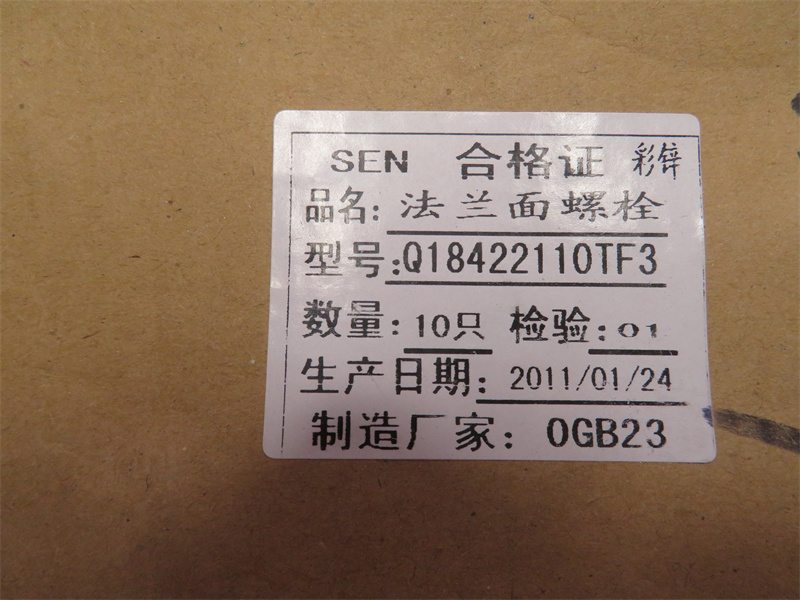 SEN 合格证 彩锌
品名: 法兰面螺栓
型号:Q18422110TF3
数量:10只 检验:01
生产日期: 2011/01/24
制造厂家: OGB23